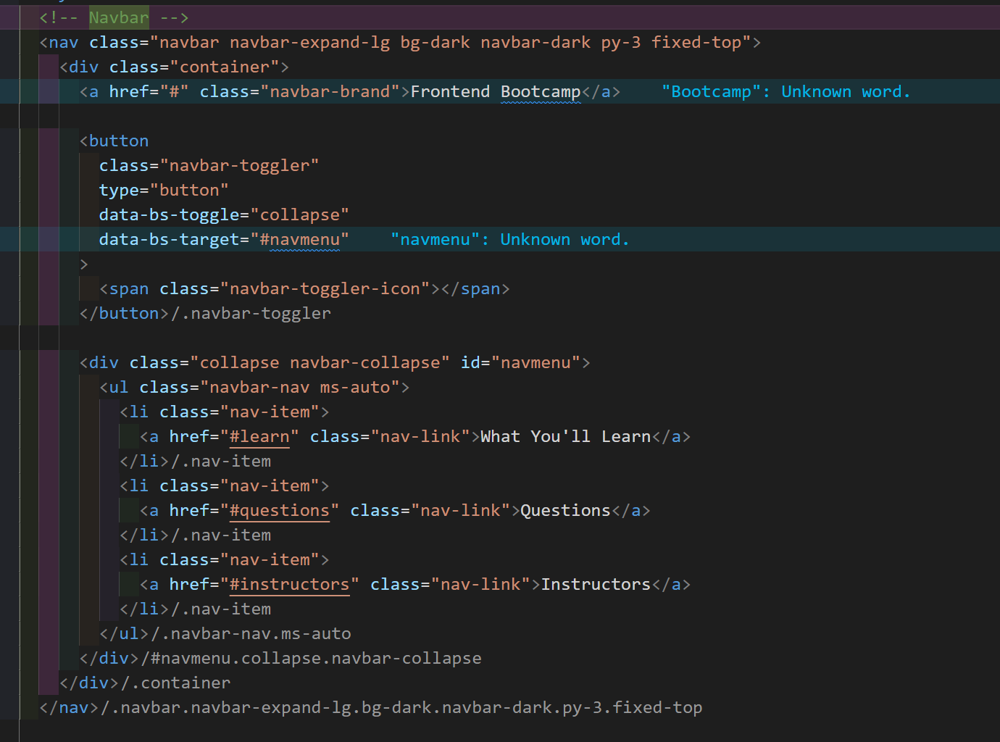 <!-- Navbar -->
<nav class="navbar navbar-expand-lg bg-dark navbar-dark py-3 fixed-top">
<div class="container">
<a href="#" class="navbar-brand">Frontend Bootcamp</a> "Bootcamp": Unknown word.
<button
class="navbar-toggler"
type="button"
data-bs-toggle="collapse"
data-bs-target="#navmenu" "navmenu": Unknown word.
>
<span class="navbar-toggler-icon"></span>
</button>/.navbar-toggler
<div class="collapse navbar-collapse" id="navmenu">
<ul class="navbar-nav ms-auto">
<li class="nav-item">
<a href="#learn" class="nav-link">What You'll Learn</a>
</li>/.nav-item
<li class="nav-item">
<a href="#questions" class="nav-link">Questions</a>
</li>/.nav-item
<li class="nav-item">
<a href="#instructors" class="nav-link">Instructors</a>
</li>/.nav-item
</ul>/.navbar-nav.ms-auto
</div>/#navmenu.collapse.navbar-collapse
</div>/.container
</nav>/.navbar.navbar-expand-lg.bg-dark.navbar-dark.py-3.fixed-top